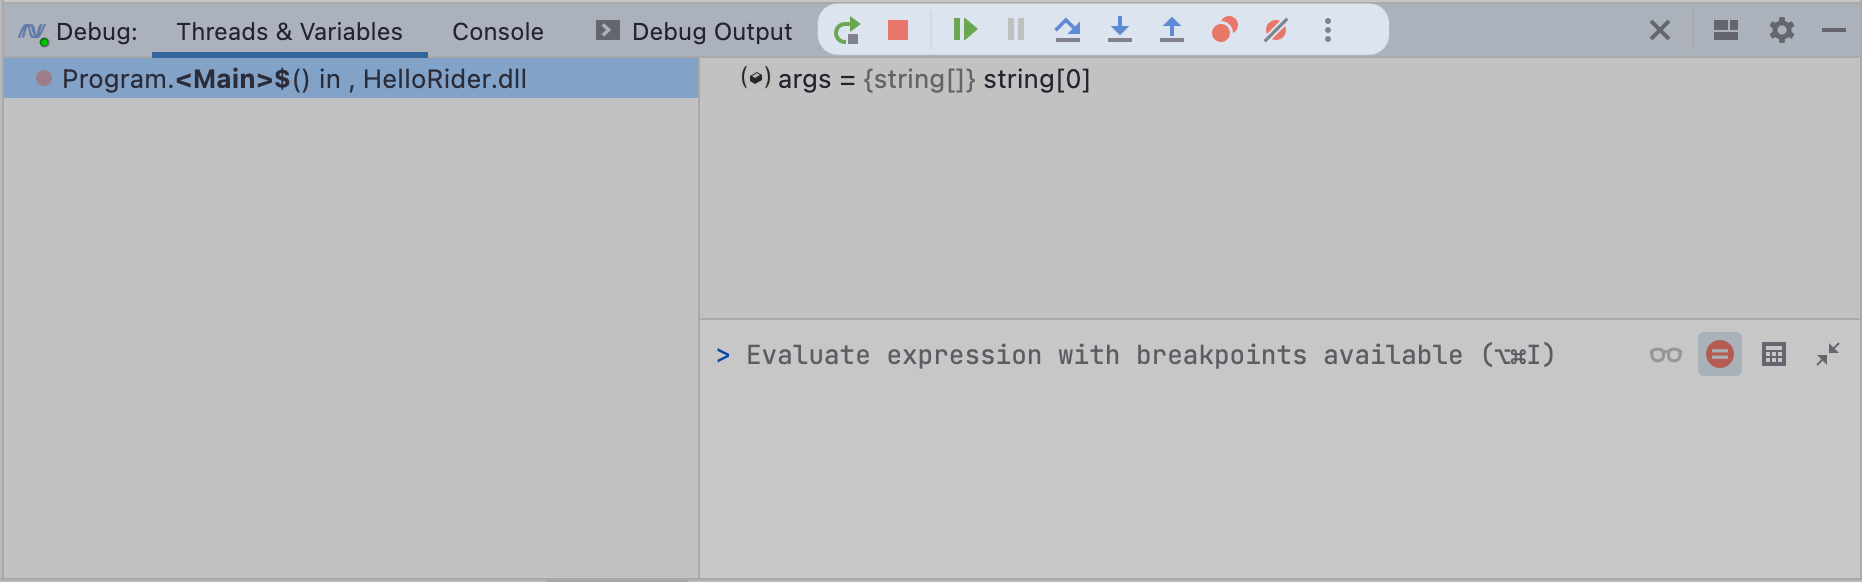 Debug: Threads & Variables Console Debug Output
Program.<Main>$() in , HelloRider.dll
args = {string[]} string[0]
> Evaluate expression with breakpoints available (⌥⌘I)